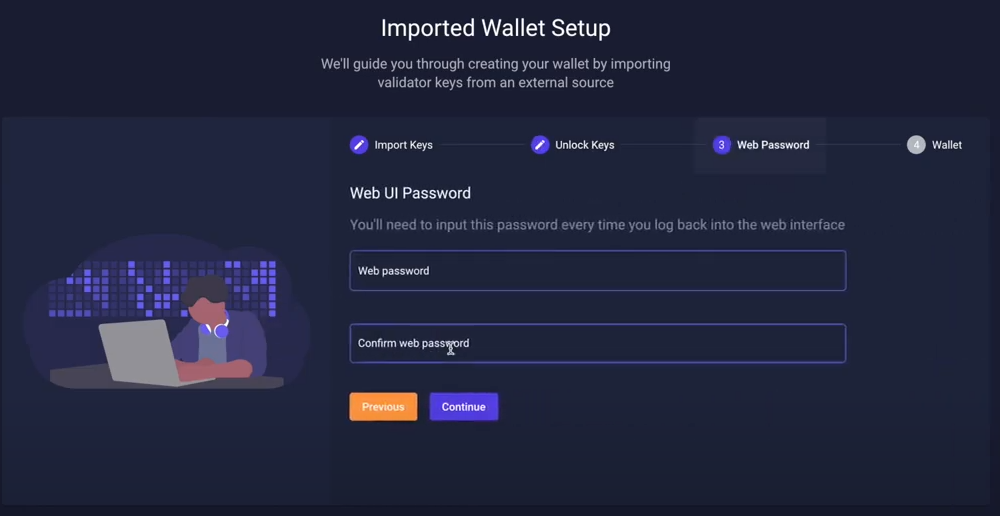 Imported Wallet Setup
We'll guide you through creating your wallet by importing
validator keys from an external source
Import Keys
Unlock Keys
3 Web Password
4 Wallet
Web UI Password
You'll need to input this password every time you log back into the web interface
Web password
Confirm web password
Previous
Continue